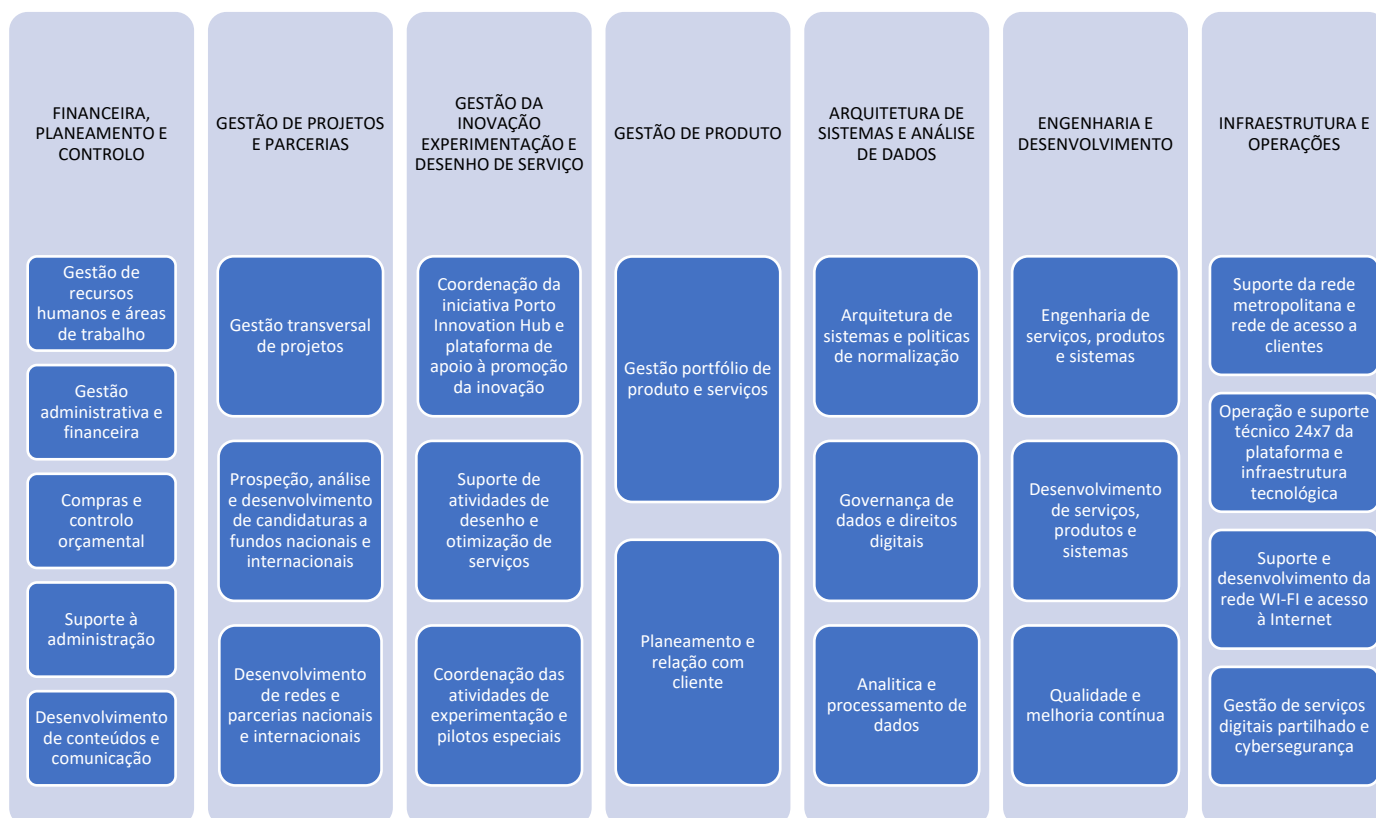 FINANCEIRA,
PLANEAMENTO E
CONTROLO
Gestão de
recursos
humanos e áreas
de trabalho
Gestão
administrativa e
financeira
Compras e
controlo
orçamental
Suporte à
administração
Desenvolvimento
de conteúdos e
comunicação
GESTÃO DE PROJETOS
E PARCERIAS
Gestão transversal
de projetos
Prospeção, análise
e desenvolvimento
de candidaturas a
fundos nacionais e
internacionais
Desenvolvimento
de redes e
parcerias nacionais
e internacionais
GESTÃO DA
INOVAÇÃO
EXPERIMENTAÇÃO E
DESENHO DE SERVIÇO
Coordenação da
iniciativa Porto
Innovation Hub e
plataforma de
apoio à promoção
da inovação
Suporte de
atividades de
desenho e
otimização de
serviços
Coordenação das
atividades de
experimentação e
pilotos especiais
GESTÃO DE PRODUTO
Gestão portfólio de
produto e serviços
Planeamento e
relação com
cliente
ARQUITETURA DE
SISTEMAS E ANÁLISE
DE DADOS
Arquitetura de
sistemas e politicas
de normalização
Governança de
dados e direitos
digitais
Analitica e
processamento de
dados
ENGENHARIA E
DESENVOLVIMENTO
Engenharia de
serviços, produtos
e sistemas
Desenvolvimento
de serviços,
produtos e
sistemas
Qualidade e
melhoria contínua
INFRAESTRUTURA E
OPERAÇÕES
Suporte da rede
metropolitana e
rede de acesso a
clientes
Operação e suporte
técnico 24x7 da
plataforma e
infraestrutura
tecnológica
Suporte e
desenvolvimento da
rede WI-FI e acesso
à Internet
Gestão de serviços
digitais partilhado e
cybersegurança